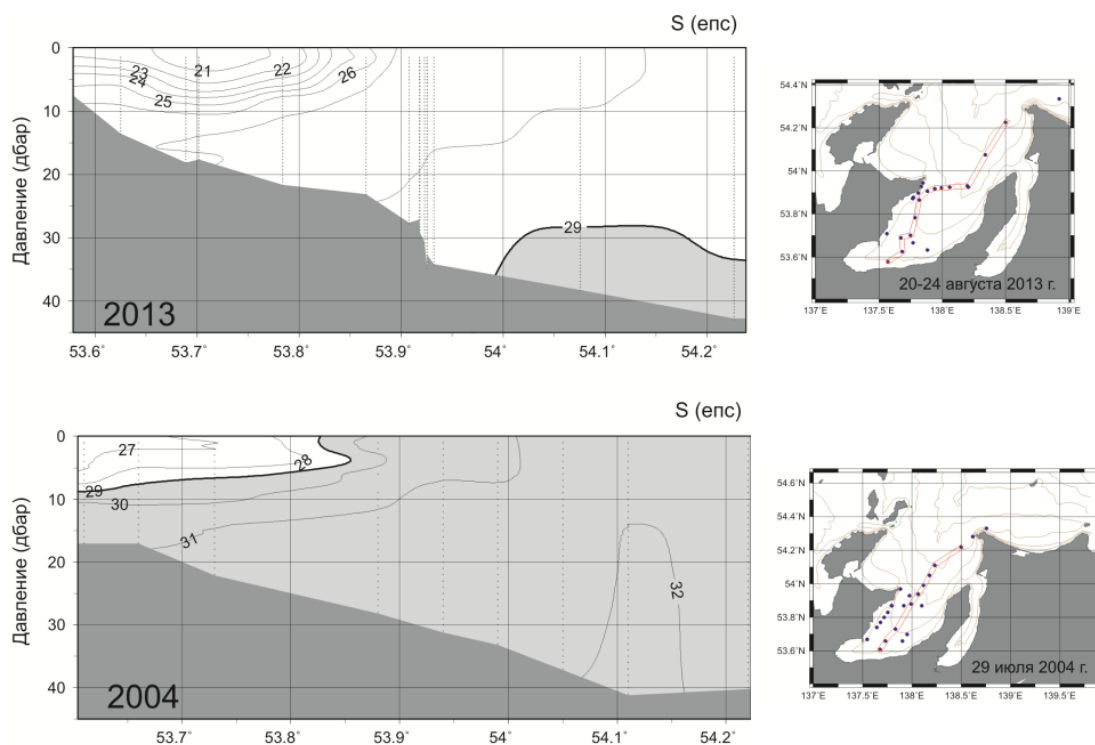 S (епс)
0
10
20
30
40
Давление (дбар)
23
24
25
21
22
26
29
2013
53.6˚
53.7˚
53.8˚
53.9˚
54˚
54.1˚
54.2˚
54.4˚
54.2˚
54˚N
53.8˚N
53.6˚N
20-24 августа 2013 г.
137˚E
137.5˚E
138˚E
138.5˚E
139˚E
S (епс)
0
10
20
30
40
Давление (дбар)
27
28
29
30
31
32
2004
53.7˚
53.8˚
53.9˚
54˚
54.1˚
54.2˚
54.6˚N
54.4˚N
54.2˚N
54˚N
53.8˚N
53.6˚N
29 июля 2004 г.
137˚E
137.5˚E
138˚E
138.5˚E
139˚E
139.5˚E